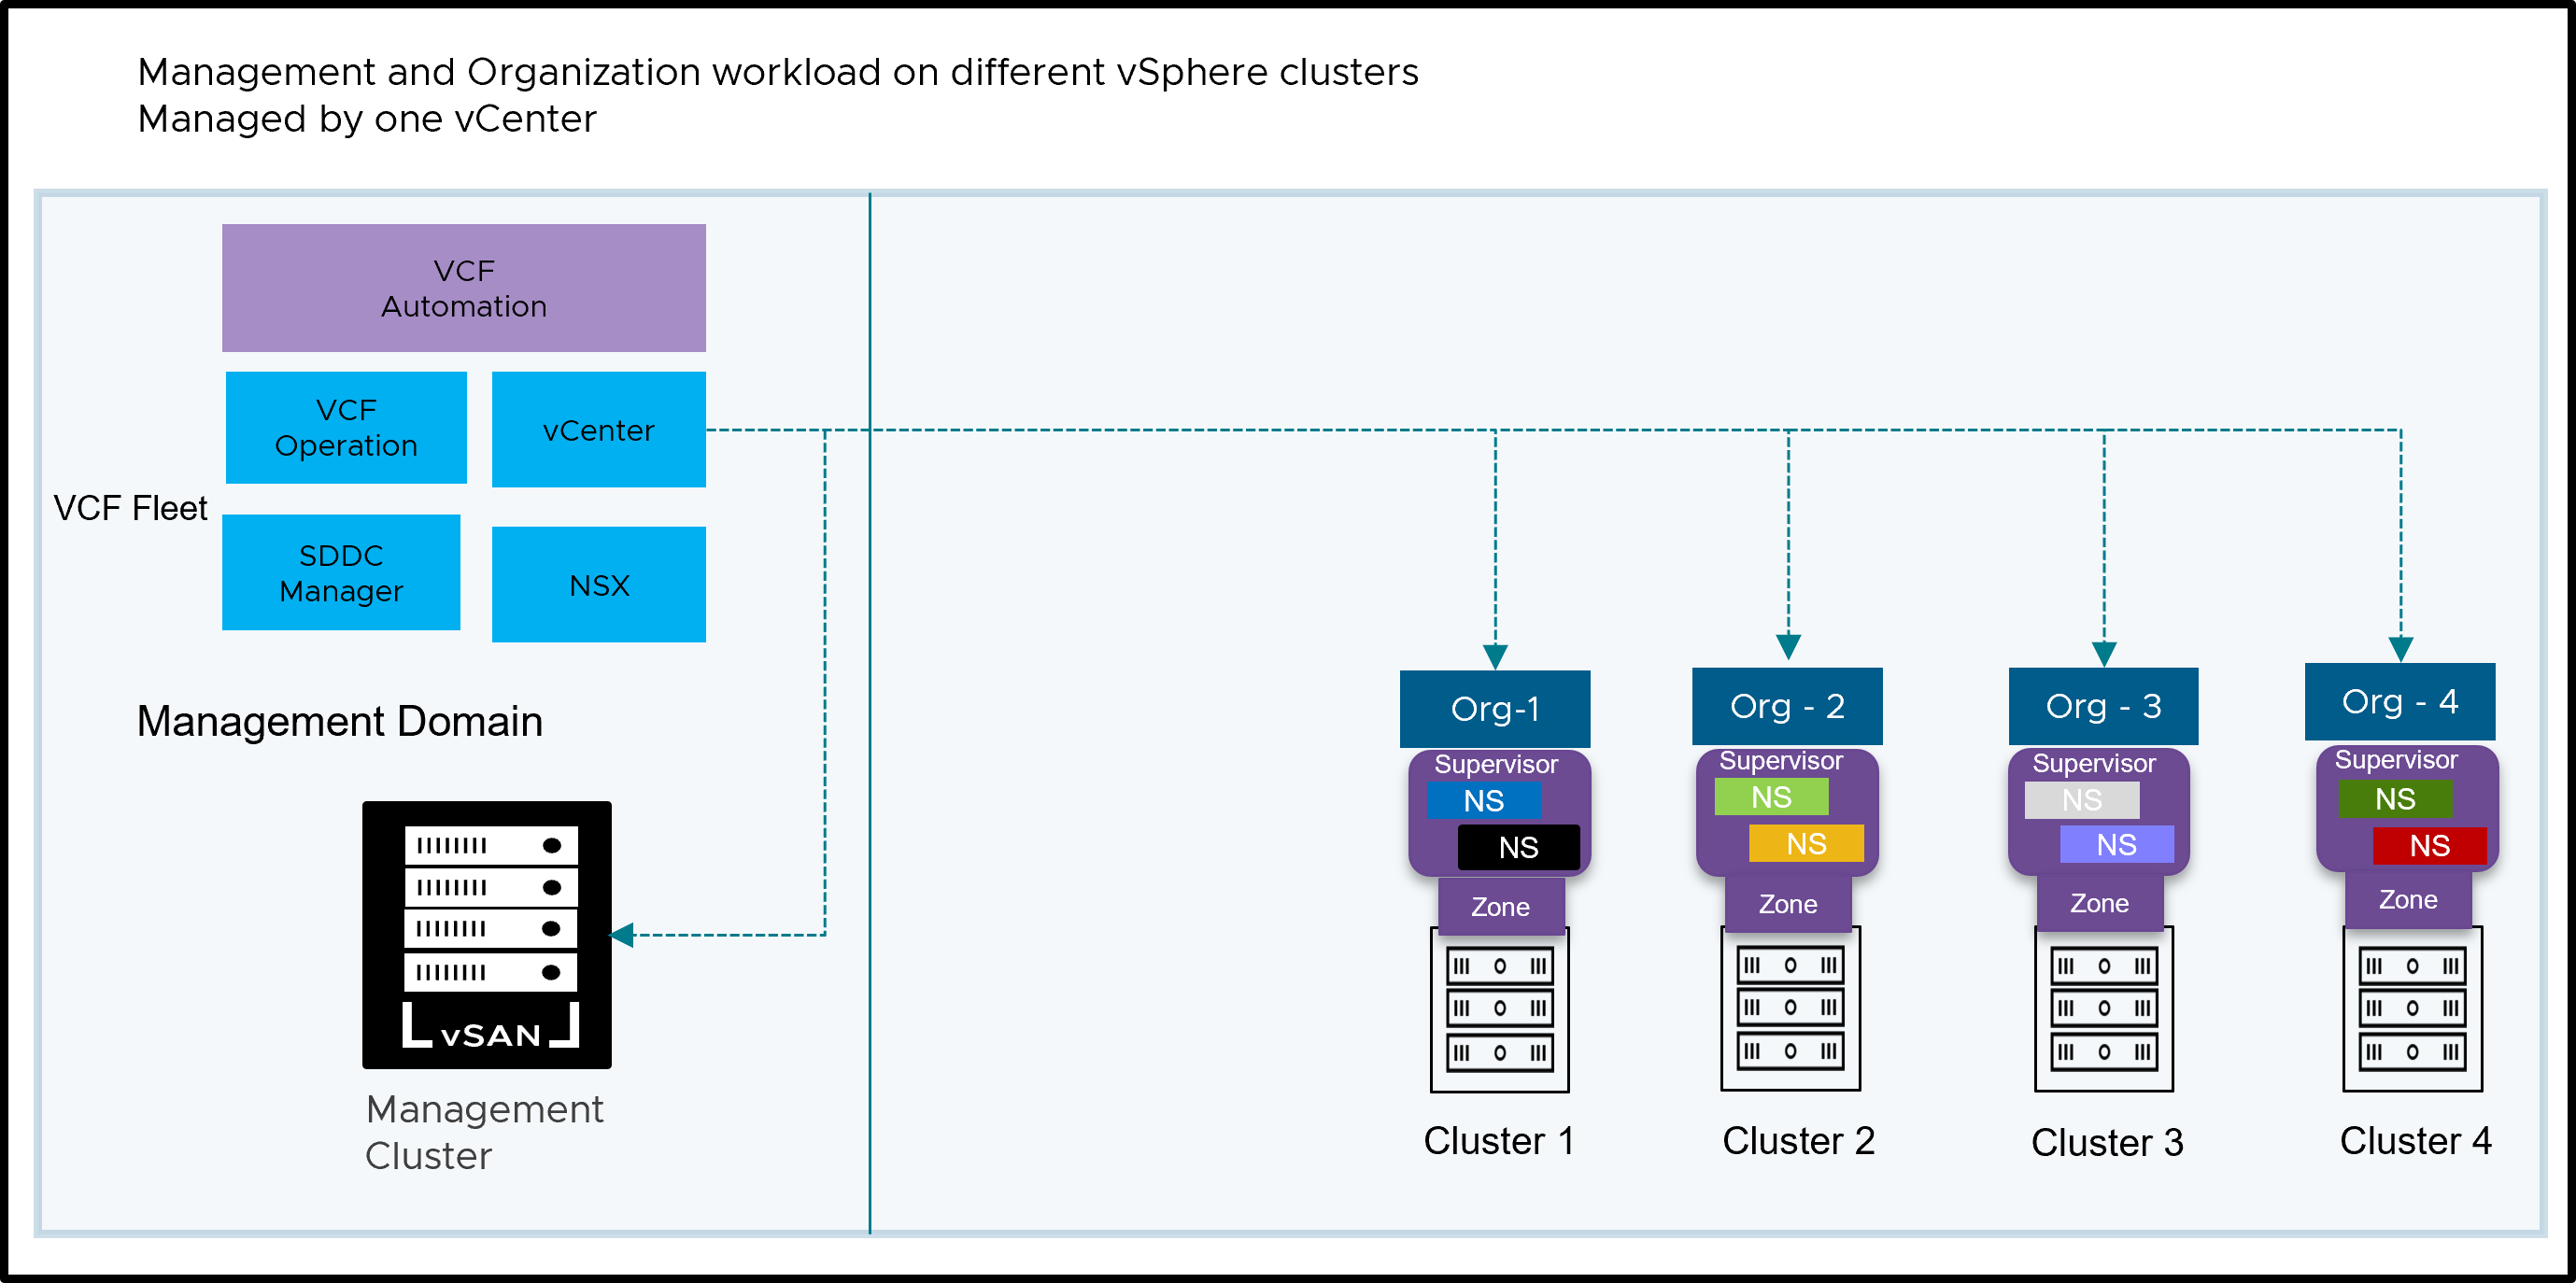 Management and Organization workload on different vSphere clusters
Managed by one vCenter
VCF
Automation
VCF
Operation
vCenter
VCF Fleet
SDDC
Manager
NSX
Management Domain
vSAN
Management
Cluster
Org-1
Supervisor
NS
NS
Zone
Cluster 1
Org - 2
Supervisor
NS
NS
Zone
Cluster 2
Org - 3
Supervisor
NS
NS
Zone
Cluster 3
Org - 4
Supervisor
NS
NS
Zone
Cluster 4